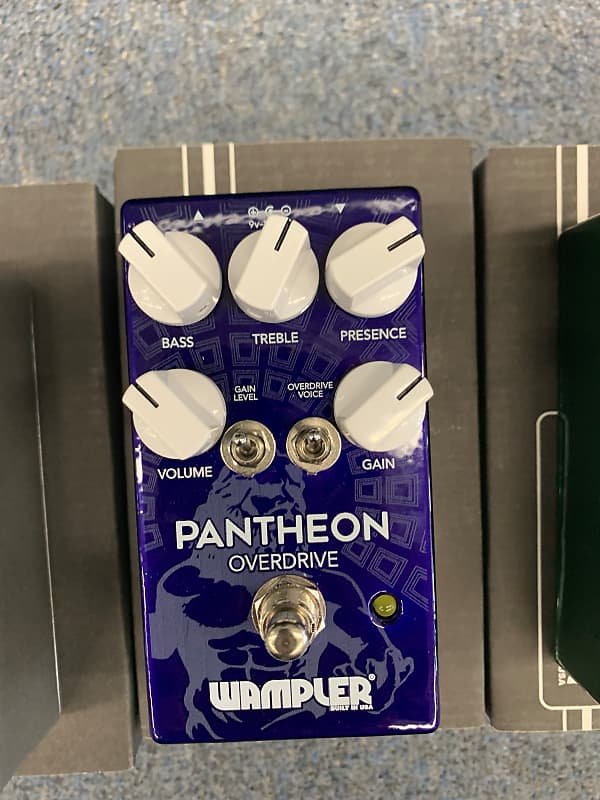 9V
BASS
TREBLE
PRESENCE
GAIN
LEVEL
OVERDRIVE
VOICE
VOLUME
GAIN
PANTHEON
OVERDRIVE
WAMPLER®
BUILT IN USA